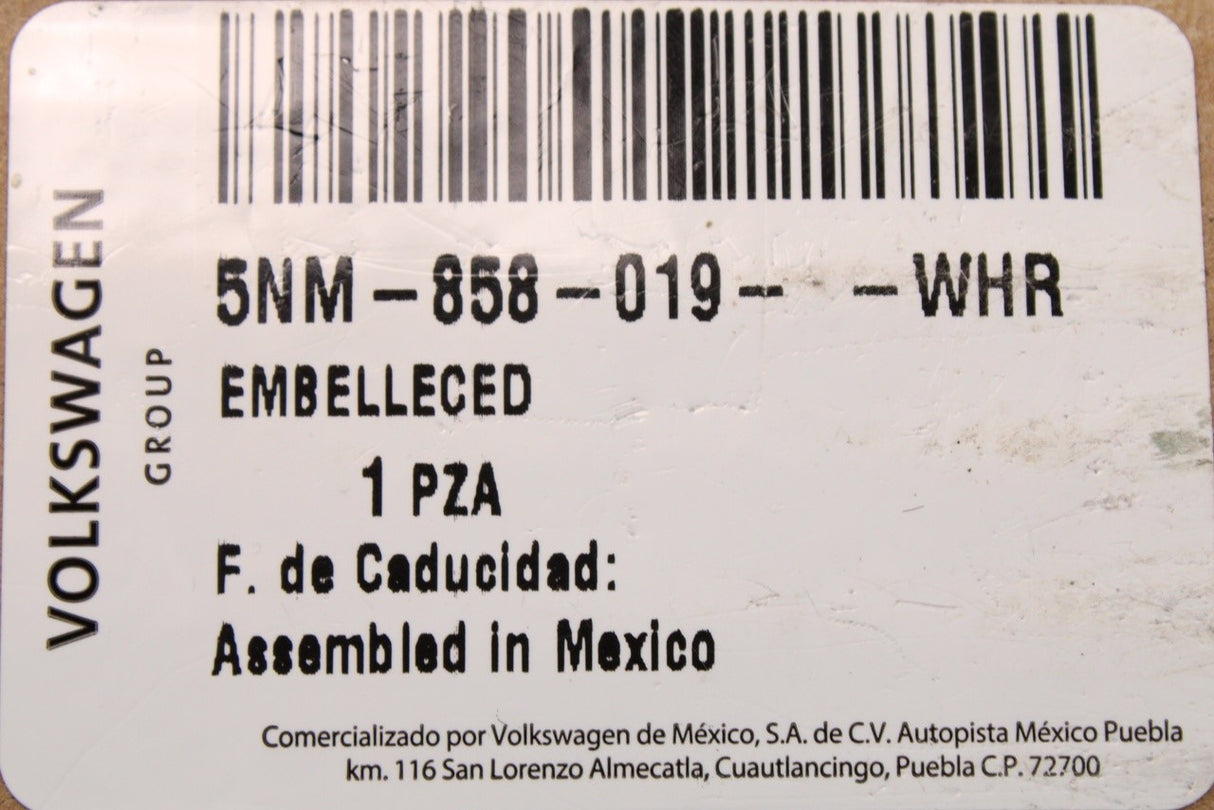 VOLKSWAGEN
GROUP
5NM-858-019- -WHR
EMBELLECED
1 PZA
F. de Caducidad:
Assembled in Mexico
Comercializado por Volkswagen de México, S.A. de C.V. Autopista México Puebla
km. 116 San Lorenzo Almecatla, Cuautlancingo, Puebla C.P. 72700